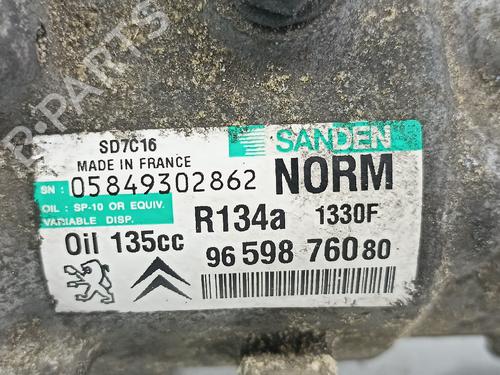 B-PARTS
SD7C16
MADE IN FRANCE
SANDEN
SN : 05849302862
NORM
OIL : SP-10 OR EQUIV.
VARIABLE DISP.
R134a 1330F
Oil 135cc
96 598 760 80